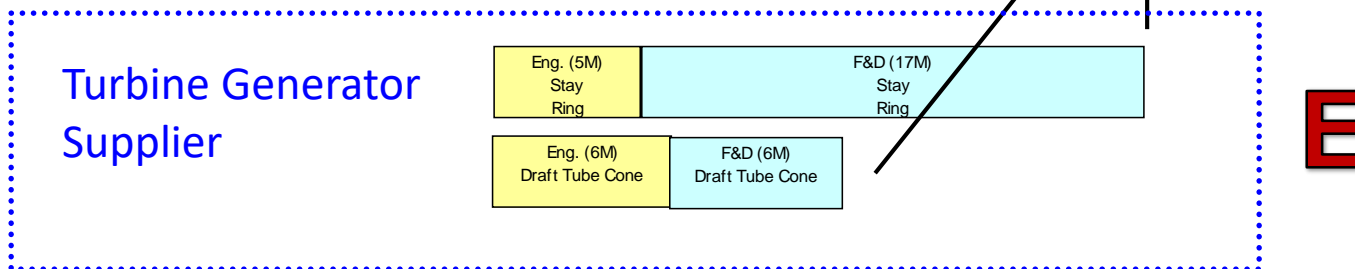 Turbine Generator
Supplier
Eng. (5M)
Stay
Ring
F&D (17M)
Stay
Ring
Eng. (6M)
Draft Tube Cone
F&D (6M)
Draft Tube Cone
E